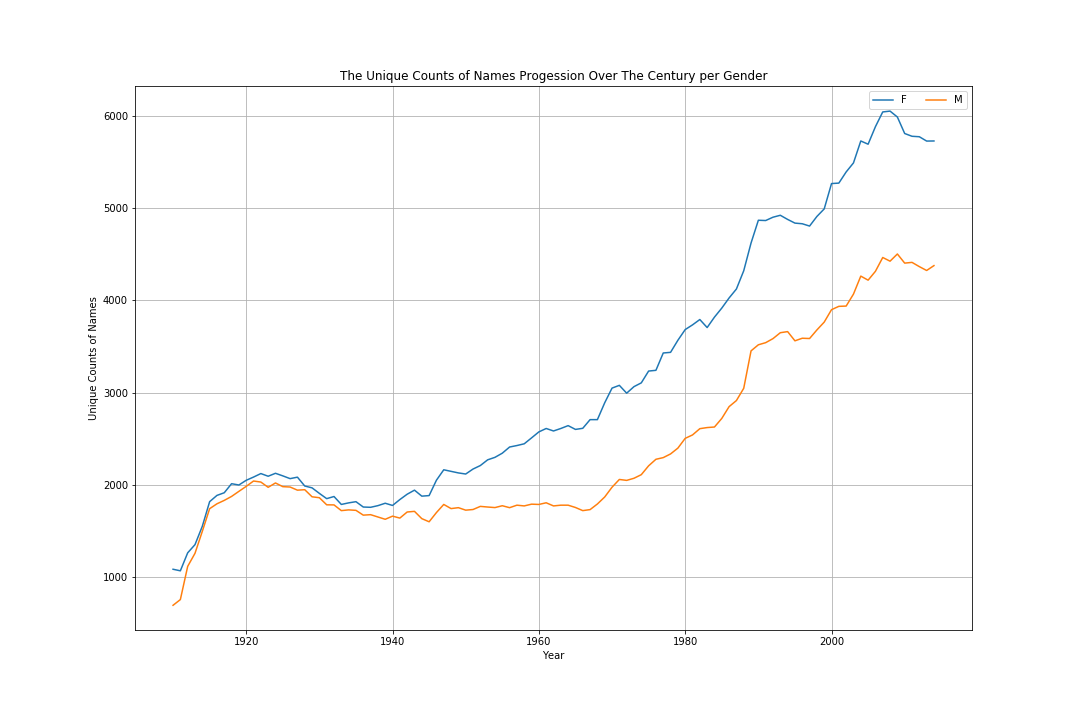 The Unique Counts of Names Progession Over The Century per Gender
F
M
6000
5000
4000
3000
2000
1000
Unique Counts of Names
1920
1940
1960
1980
2000
Year